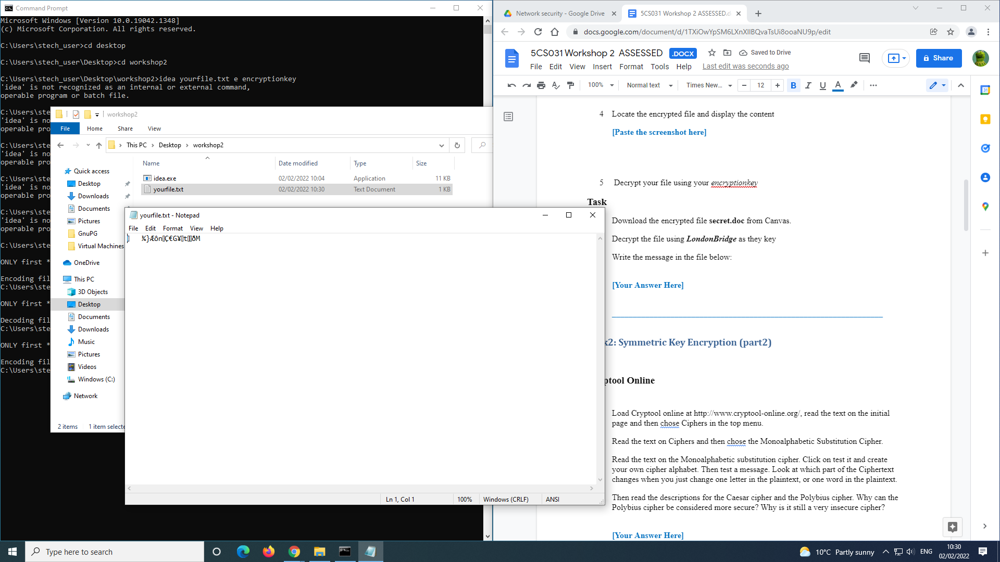 Command Prompt
Microsoft Windows [Version 10.0.19042.1348]
(c) Microsoft Corporation. All rights reserved.
C:\Users\stech_user>cd desktop
C:\Users\stech_user\Desktop>cd workshop2
C:\Users\stech_user\Desktop\workshop2>idea yourfile.txt e encryptionkey
'idea' is not recognized as an internal or external command,
operable program or batch file.
C:\Users\ste
'idea' is no
operable pro
C:\Users\ste
'idea' is no
operable pro
C:\Users\ste
'idea' is no
operable pro
C:\Users\ste
'idea' is no
operable pro
C:\Users\ste
ONLY first *
Encoding fil
C:\Users\ste
ONLY first *
Decoding fil
C:\Users\ste
ONLY first *
Encoding fil
C:\Users\ste
workshop2
File Home Share View
This PC > Desktop > workshop2
Name Date modified Type Size
idea.exe 02/02/2022 10:04 Application 11 KB
yourfile.txt 02/02/2022 10:30 Text Document 1 KB
Quick access
Desktop
Downloads
Documents
Pictures
GnuPG
Virtual Machines
OneDrive
This PC
3D Objects
Desktop
Documents
Downloads
Music
Pictures
Videos
Windows (C:)
Network
2 items 1 item selecte
yourfile.txt - Notepad
File Edit Format View Help
¾}Æôn Ç€G¥ t ðM
Ln 1, Col 1 100% Windows (CRLF) ANSI
Network security - Google Drive
5CS031 Workshop 2 ASSESSED.d
docs.google.com/document/d/1TXiOwYpSM6LXnXlIBQvaTsUi8ooaNU9p/edit
5CS031 Workshop 2 ASSESSED .DOCX Saved to Drive
Share
File Edit View Insert Format Tools Help Last edit was seconds ago
100% Normal text Times New... 12 B I U A
31
4 Locate the encrypted file and display the content
[Paste the screenshot here]
5 Decrypt your file using your encryptionkey
Task
Download the encrypted file secret.doc from Canvas.
Decrypt the file using LondonBridge as they key
Write the message in the file below:
[Your Answer Here]
k2: Symmetric Key Encryption (part2)
ptool Online
Load Cryptool online at http://www.cryptool-online.org/, read the text on the initial
page and then chose Ciphers in the top menu.
Read the text on Ciphers and then chose the Monoalphabetic Substitution Cipher.
Read the text on the Monoalphabetic substitution cipher. Click on test it and create
your own cipher alphabet. Then test a message. Look at which part of the Ciphertext
changes when you just change one letter in the plaintext, or one word in the plaintext.
Then read the descriptions for the Caesar cipher and the Polybius cipher. Why can the
Polybius cipher be considered more secure? Why is it still a very insecure cipher?
[Your Answer Here]
Type here to search
10°C Partly sunny
ENG
10:30
02/02/2022